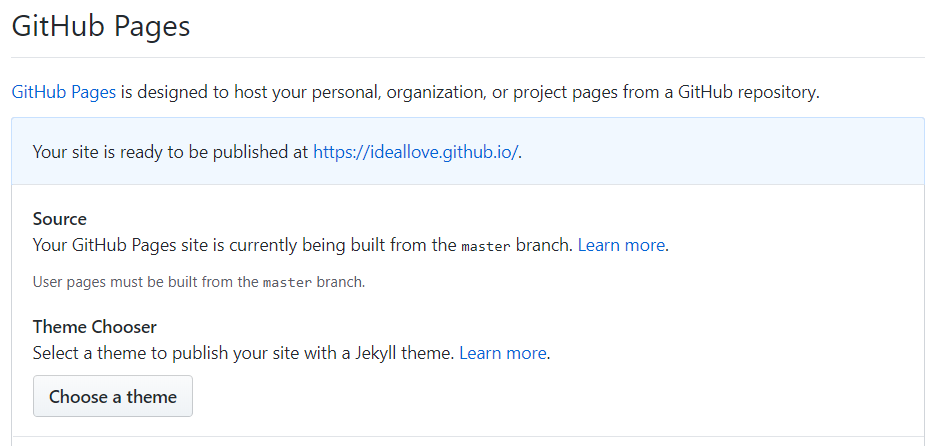 GitHub Pages
GitHub Pages is designed to host your personal, organization, or project pages from a GitHub repository.
Your site is ready to be published at https://ideallove.github.io/.
Source
Your GitHub Pages site is currently being built from the master branch. Learn more.
User pages must be built from the master branch.
Theme Chooser
Select a theme to publish your site with a Jekyll theme. Learn more.
Choose a theme